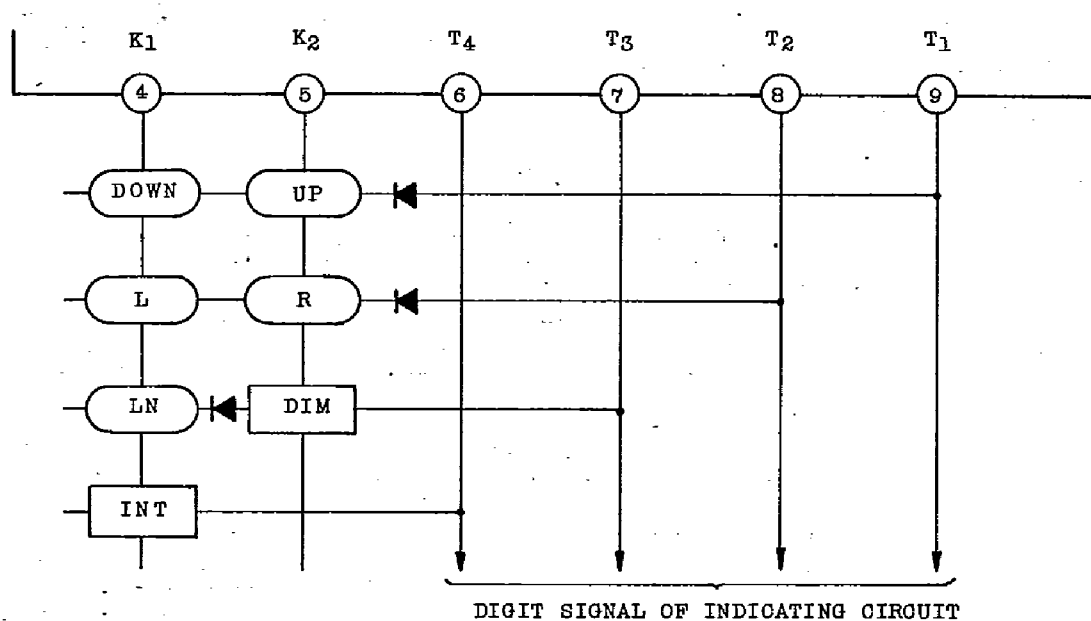 K1 K2 T4 T3 T2 T1
4 5 6 7 8 9
DOWN UP
L R
LN DIM
INT
DIGIT SIGNAL OF INDICATING CIRCUIT